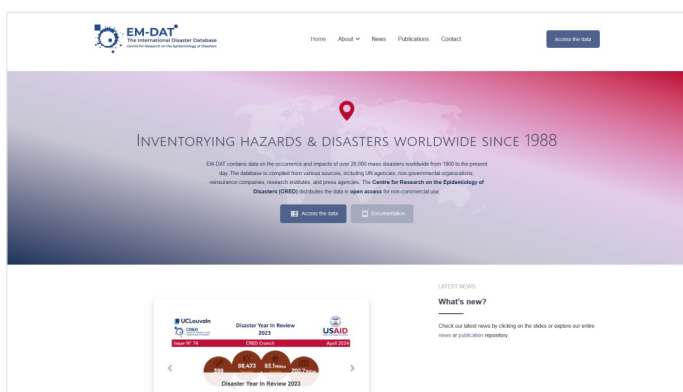 EM-DAT
The International Disaster Database
Centre for Research on the Epidemiology of Disasters
Home About News Publications Contact
Access the data
INVENTORYING HAZARDS & DISASTERS WORLDWIDE SINCE 1988
EM-DAT contains data on the occurrence and impacts of over 26,000 mass disasters worldwide from 1900 to the present
day. The database is compiled from various sources, including UN agencies, non-governmental organizations,
reinsurance companies, research institutes, and press agencies. The Centre for Research on the Epidemiology of
Disasters (CRED) distributes the data in open access for non-commercial use.
Access the data Documentation
LATEST NEWS
What's new?
Check our latest news by clicking on the slides or explore our entire
news or publication repository
UCLouvain
CRED
Disaster Year In Review
2023
USAID
Issue N° 74 CRED Crunch April 2024
399 86,473 93.1 202.7
Disaster Year In Review 2023